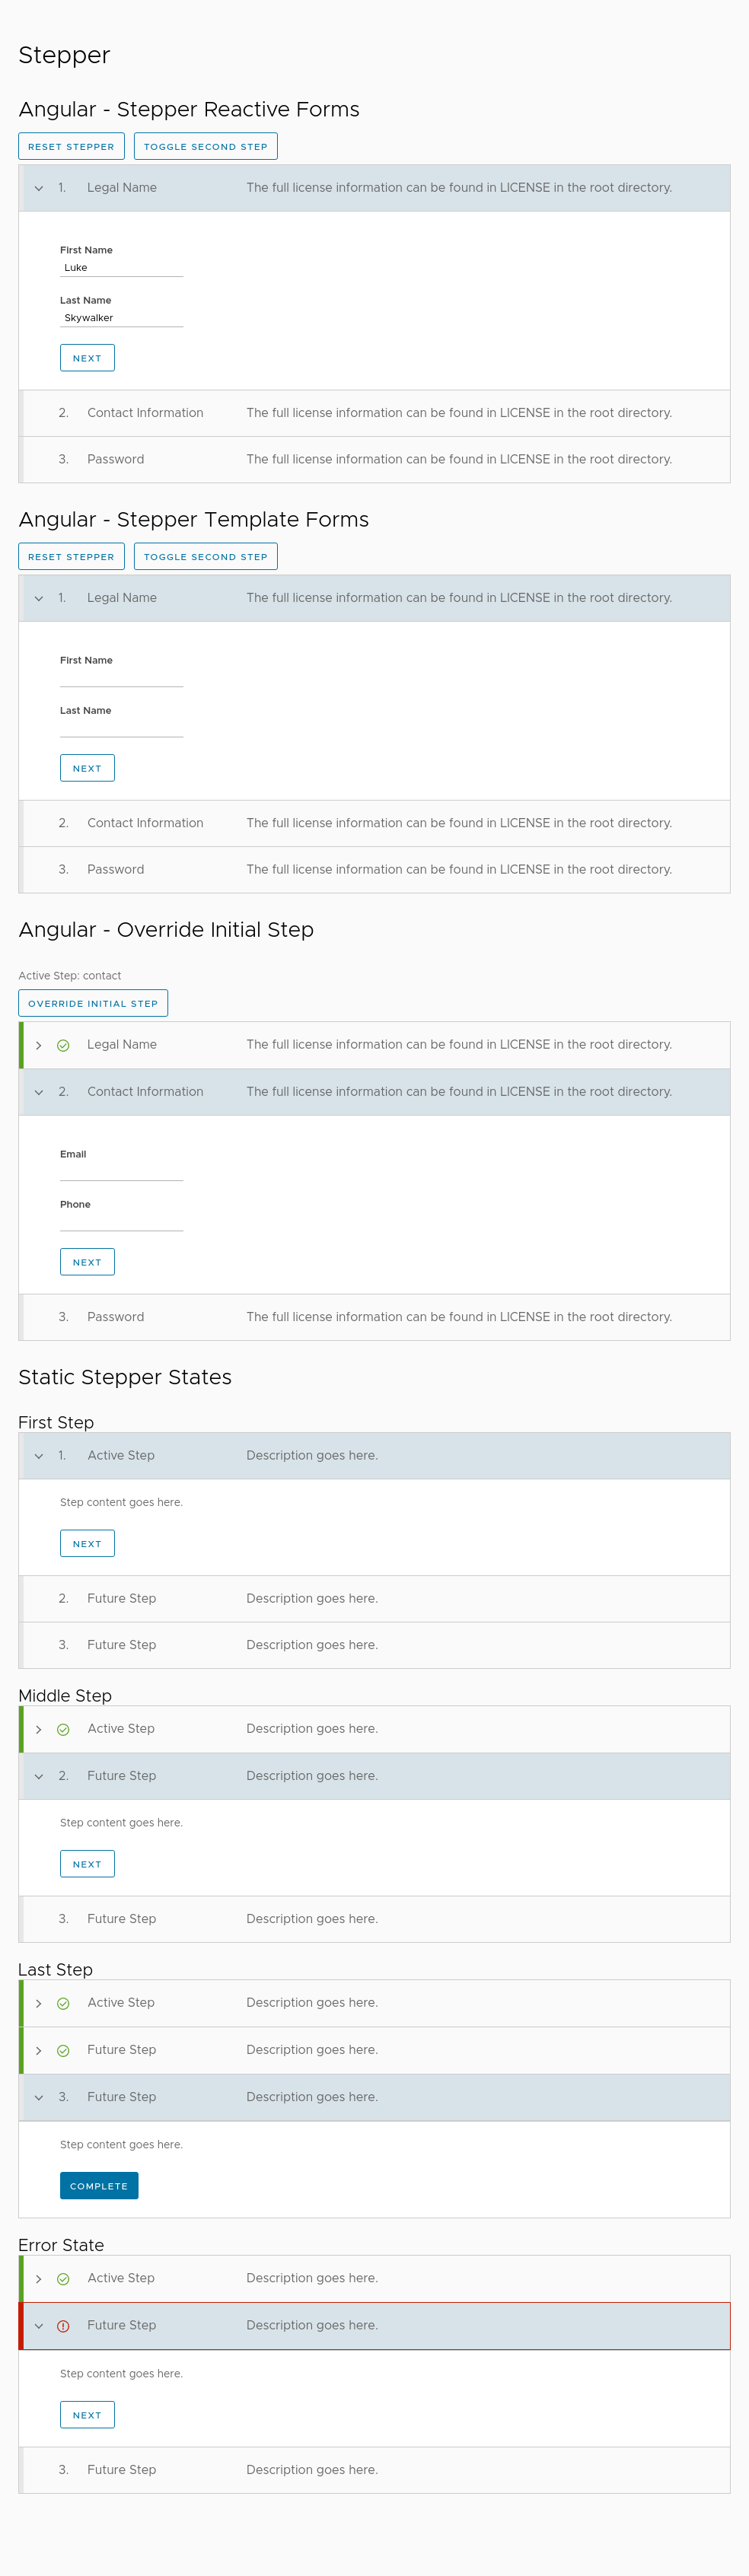 Stepper
Angular - Stepper Reactive Forms
RESET STEPPER TOGGLE SECOND STEP
1. Legal Name The full license information can be found in LICENSE in the root directory.
First Name
Luke
Last Name
Skywalker
NEXT
2. Contact Information The full license information can be found in LICENSE in the root directory.
3. Password The full license information can be found in LICENSE in the root directory.
Angular - Stepper Template Forms
RESET STEPPER TOGGLE SECOND STEP
1. Legal Name The full license information can be found in LICENSE in the root directory.
First Name
Last Name
NEXT
2. Contact Information The full license information can be found in LICENSE in the root directory.
3. Password The full license information can be found in LICENSE in the root directory.
Angular - Override Initial Step
Active Step: contact
OVERRIDE INITIAL STEP
Legal Name The full license information can be found in LICENSE in the root directory.
2. Contact Information The full license information can be found in LICENSE in the root directory.
Email
Phone
NEXT
3. Password The full license information can be found in LICENSE in the root directory.
Static Stepper States
First Step
1. Active Step Description goes here.
Step content goes here.
NEXT
2. Future Step Description goes here.
3. Future Step Description goes here.
Middle Step
Active Step Description goes here.
2. Future Step Description goes here.
Step content goes here.
NEXT
3. Future Step Description goes here.
Last Step
Active Step Description goes here.
Future Step Description goes here.
3. Future Step Description goes here.
Step content goes here.
COMPLETE
Error State
Active Step Description goes here.
Future Step Description goes here.
Step content goes here.
NEXT
3. Future Step Description goes here.